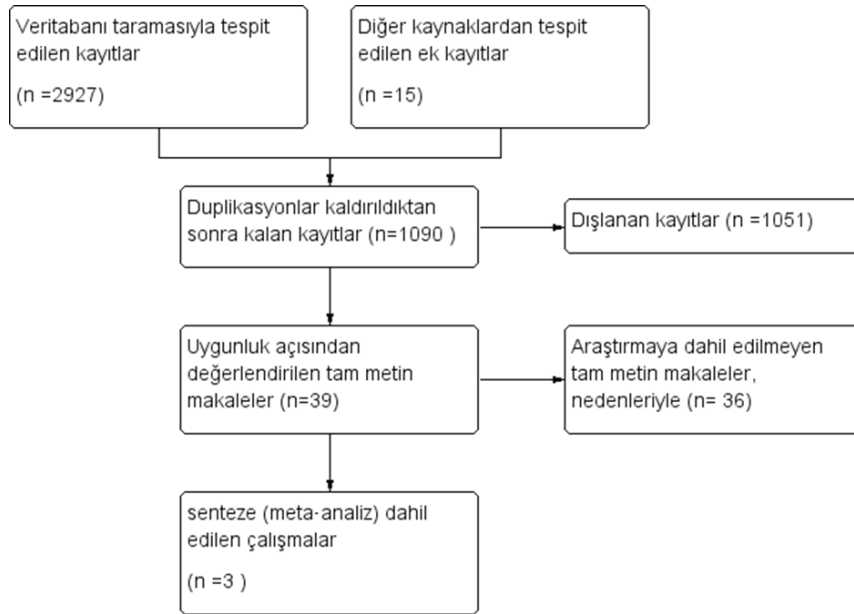 Veritabanı taramasıyla tespit
edilen kayıtlar
(n =2927)
Diğer kaynaklardan tespit
edilen ek kayıtlar
(n =15)
Duplikasyonlar kaldırıldıktan
sonra kalan kayıtlar (n=1090 )
Dışlanan kayıtlar (n =1051)
Uygunluk açısından
değerlendirilen tam metin
makaleler (n=39)
Araştırmaya dahil edilmeyen
tam metin makaleler,
nedenleriyle (n= 36)
senteze (meta-analiz) dahil
edilen çalışmalar
(n =3 )